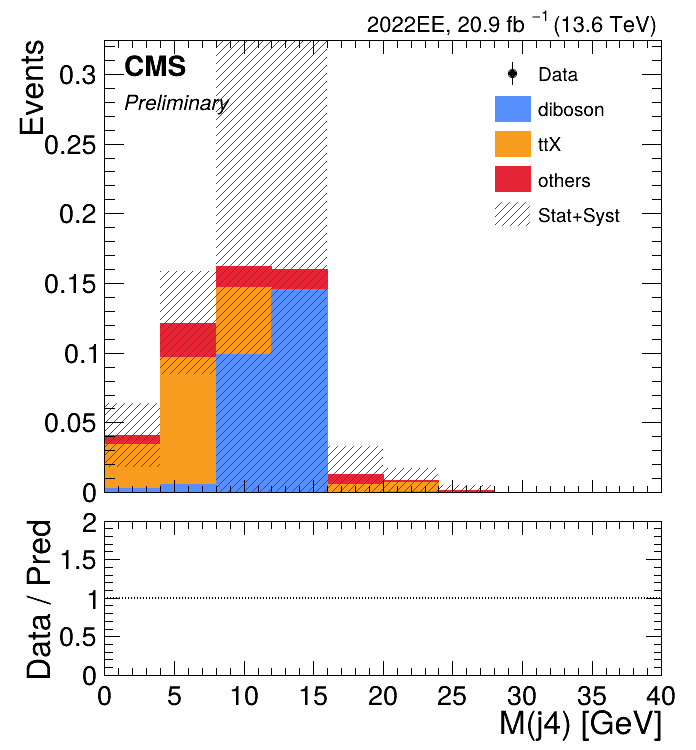 2022EE, 20.9 fb⁻¹ (13.6 TeV)
CMS
Preliminary
Events
0.3
0.25
0.2
0.15
0.1
0.05
0
Data
diboson
ttX
others
Stat+Syst
Data / Pred
2
1.5
1
0.5
0
0 5 10 15 20 25 30 35 40
M(j4) [GeV]